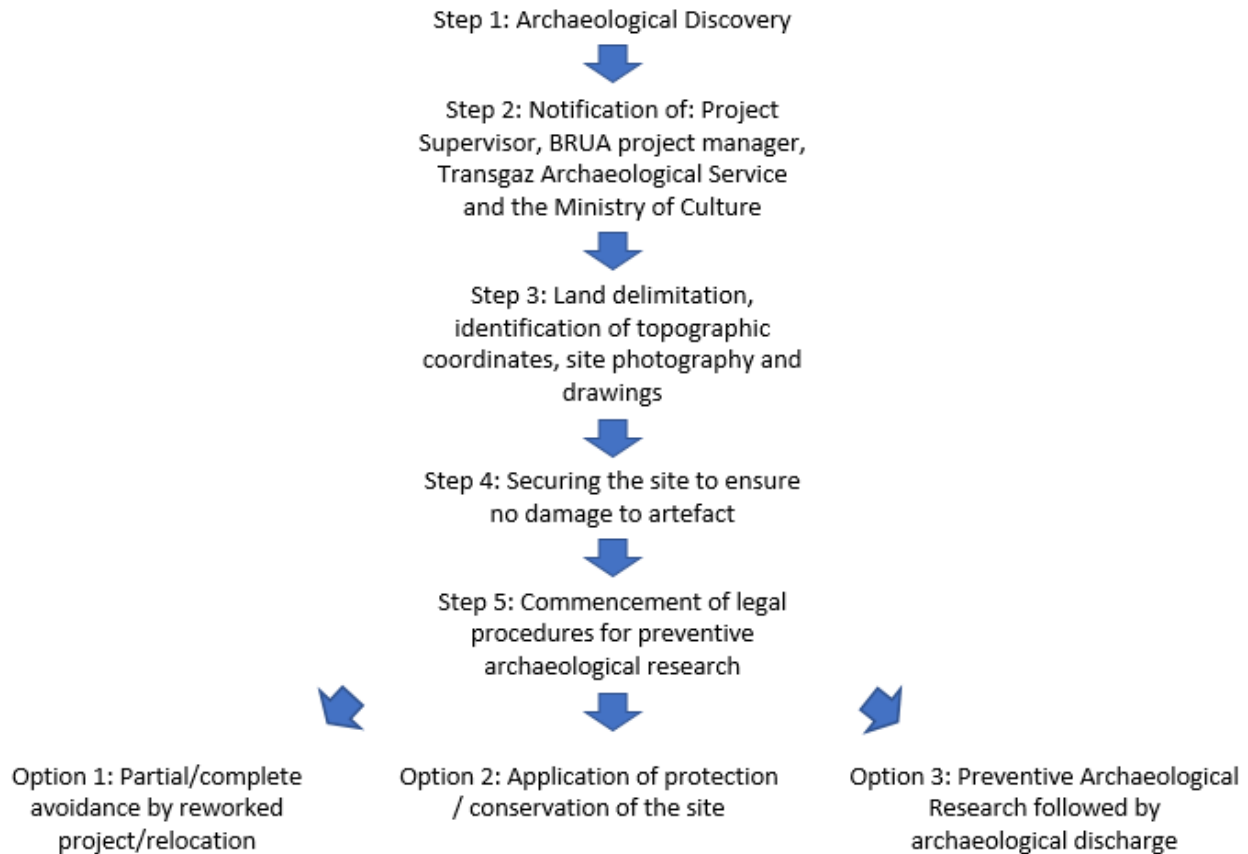 Step 1: Archaeological Discovery
Step 2: Notification of: Project
Supervisor, BRUA project manager,
Transgaz Archaeological Service
and the Ministry of Culture
Step 3: Land delimitation,
identification of topographic
coordinates, site photography and
drawings
Step 4: Securing the site to ensure
no damage to artefact
Step 5: Commencement of legal
procedures for preventive
archaeological research
Option 1: Partial/complete
avoidance by reworked
project/relocation
Option 2: Application of protection
/ conservation of the site
Option 3: Preventive Archaeological
Research followed by
archaeological discharge